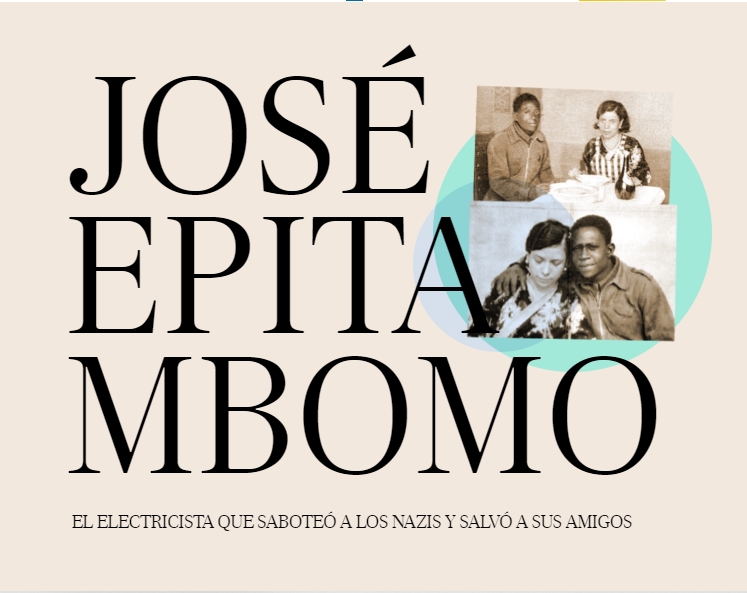 JOSÉ
EPITA
MBOMO
EL ELECTRICISTA QUE SABOTEÓ A LOS NAZIS Y SALVÓ A SUS AMIGOS